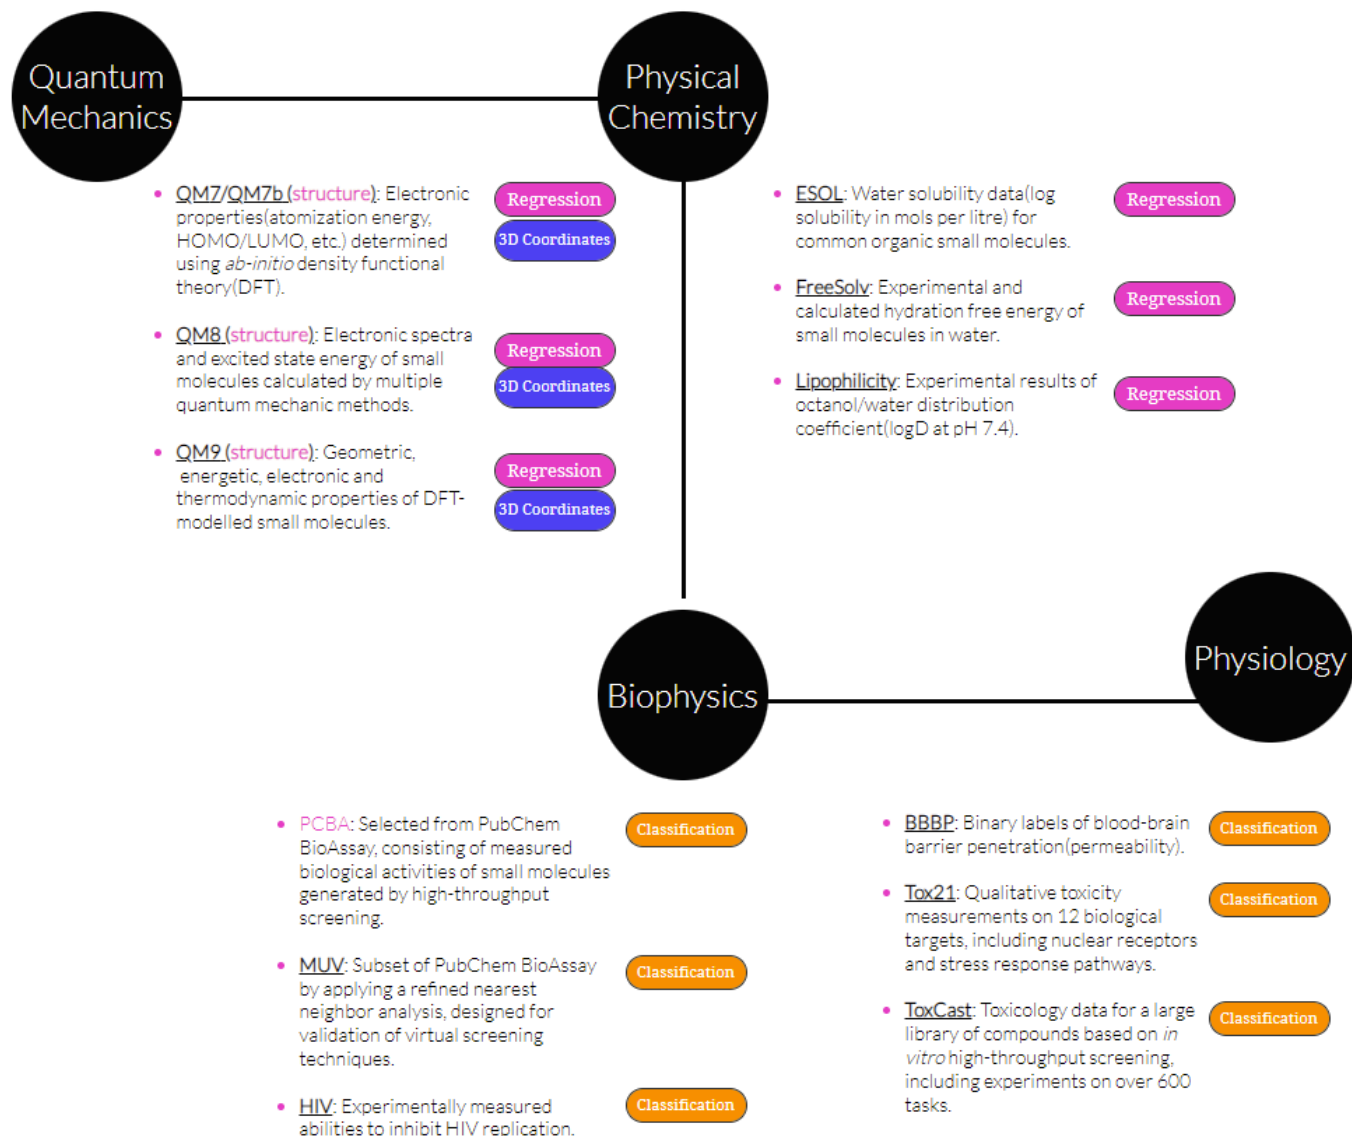 Quantum
Mechanics
Physical
Chemistry
QM7/QM7b (structure): Electronic
properties(atomization energy,
HOMO/LUMO, etc.) determined
using ab-initio density functional
theory(DFT).
Regression
3D Coordinates
QM8 (structure): Electronic spectra
and excited state energy of small
molecules calculated by multiple
quantum mechanic methods.
Regression
3D Coordinates
QM9 (structure): Geometric,
energetic, electronic and
thermodynamic properties of DFT-
modelled small molecules.
Regression
3D Coordinates
ESOL: Water solubility data(log
solubility in mols per litre) for
common organic small molecules.
Regression
FreeSolv: Experimental and
calculated hydration free energy of
small molecules in water.
Regression
Lipophilicity: Experimental results of
octanol/water distribution
coefficient(logD at pH 7.4).
Regression
Biophysics
Physiology
PCBA: Selected from PubChem
BioAssay, consisting of measured
biological activities of small molecules
generated by high-throughput
screening.
Classification
MUV: Subset of PubChem BioAssay
by applying a refined nearest
neighbor analysis, designed for
validation of virtual screening
techniques.
Classification
HIV: Experimentally measured
abilities to inhibit HIV replication.
Classification
BBBP: Binary labels of blood-brain
barrier penetration(permeability).
Classification
Tox21: Qualitative toxicity
measurements on 12 biological
targets, including nuclear receptors
and stress response pathways.
Classification
ToxCast: Toxicology data for a large
library of compounds based on in
vitro high-throughput screening,
including experiments on over 600
tasks.
Classification